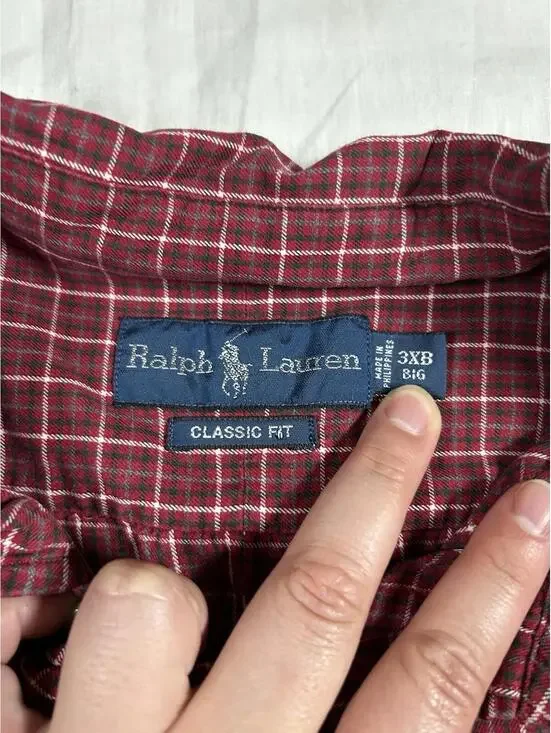 Ralph Lauren
MADE IN
PHILIPPINES
3XB
BIG
CLASSIC FIT